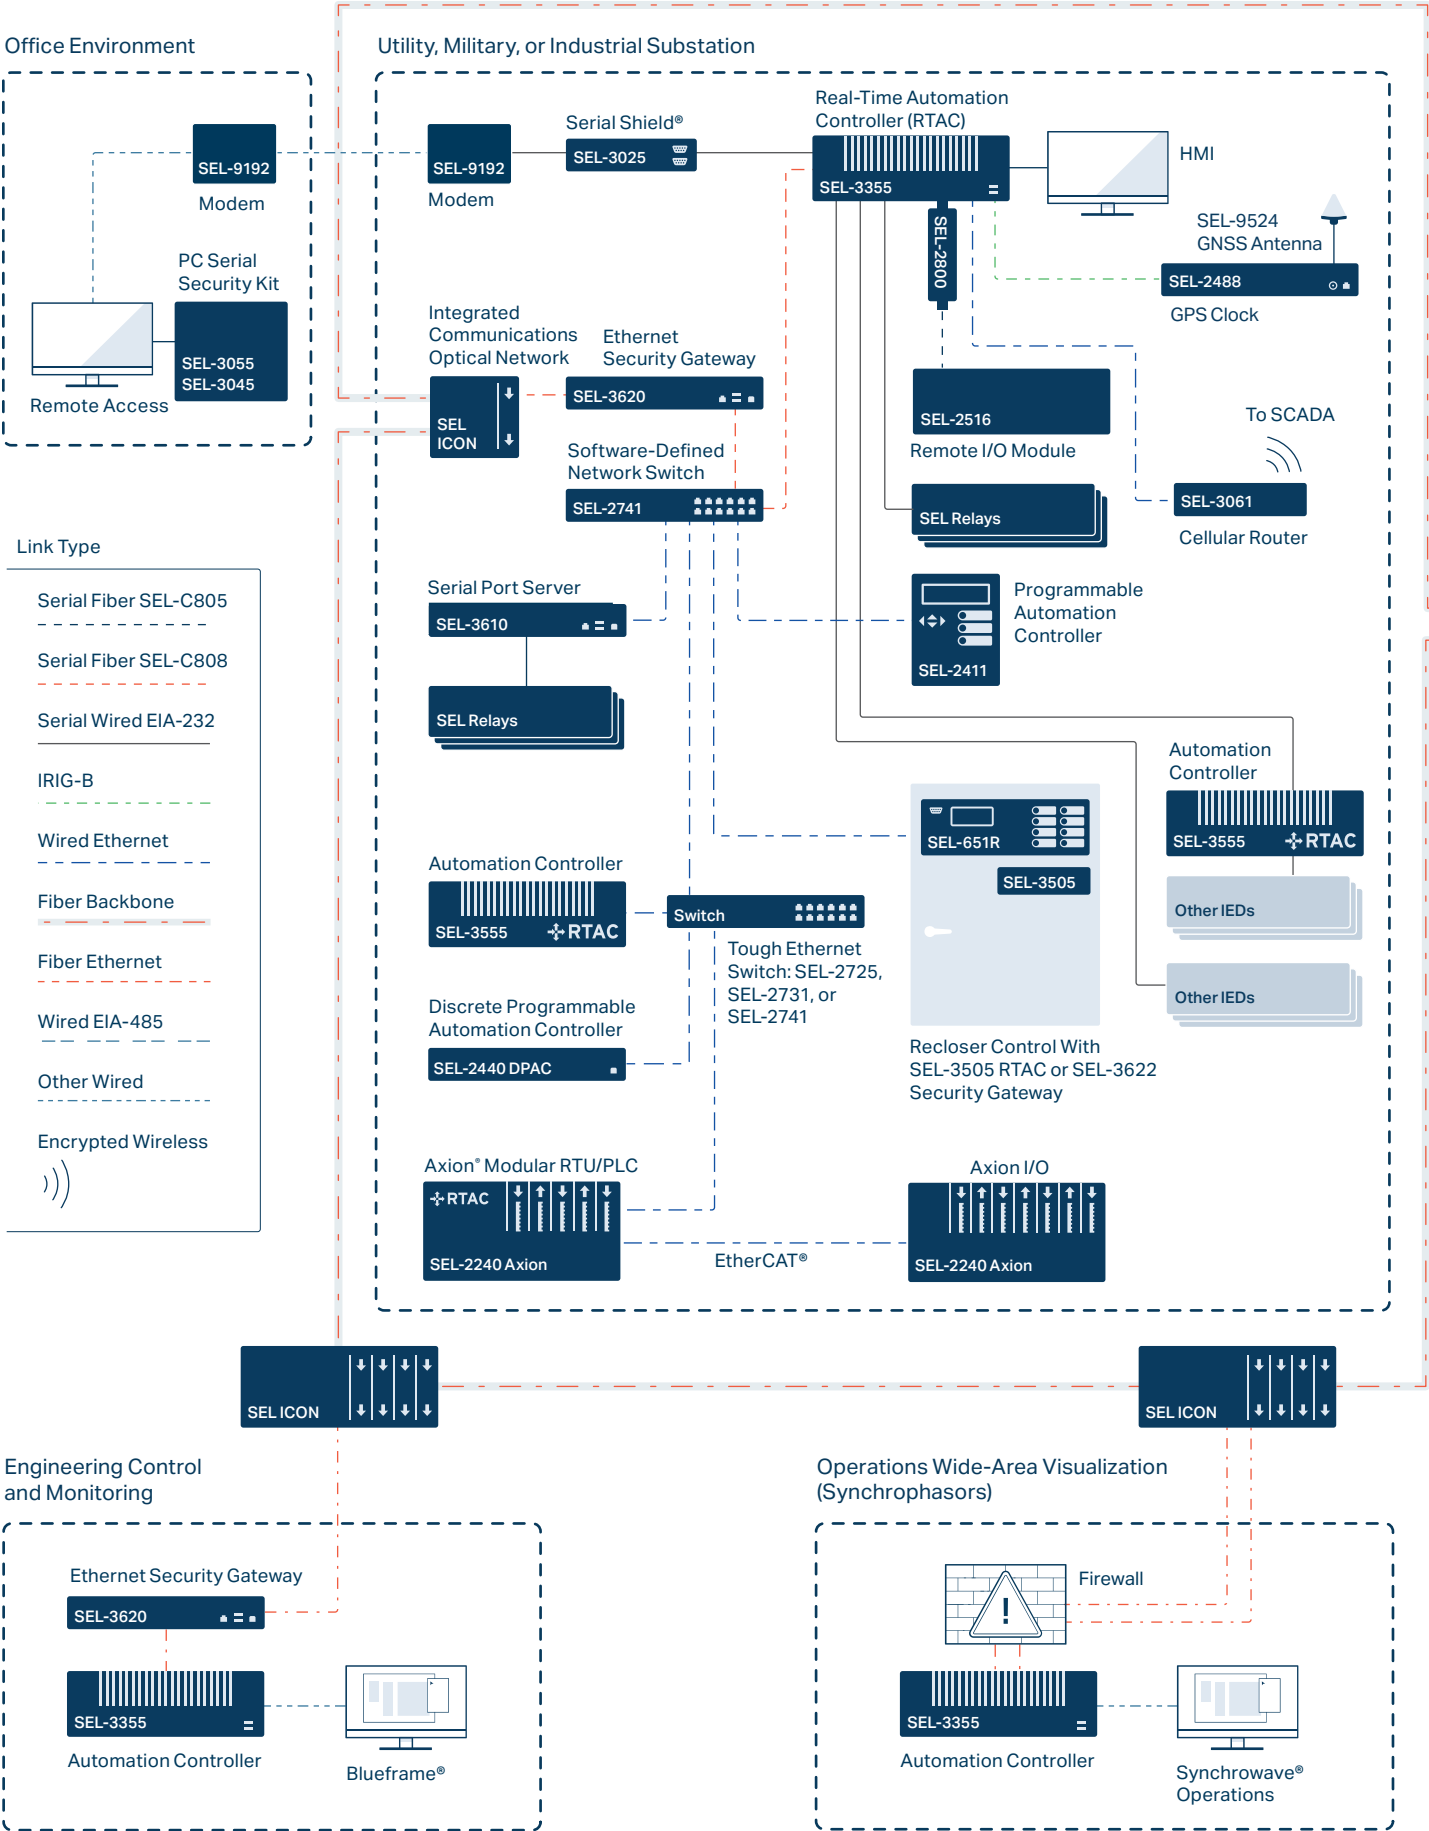 Office Environment
SEL-9192
Modem
PC Serial
Security Kit
SEL-3055
SEL-3045
Remote Access
Utility, Military, or Industrial Substation
SEL-9192
Modem
Serial Shield®
SEL-3025
Real-Time Automation
Controller (RTAC)
SEL-3355
HMI
SEL-2800
SEL-9524
GNSS Antenna
SEL-2488
GPS Clock
Integrated
Communications
Optical Network
SEL
ICON
Ethernet
Security Gateway
SEL-3620
Software-Defined
Network Switch
SEL-2741
SEL-2516
Remote I/O Module
To SCADA
SEL-3061
Cellular Router
SEL Relays
Serial Port Server
SEL-3610
SEL Relays
SEL-2411
Programmable
Automation
Controller
Automation
Controller
SEL-3555
RTAC
Other IEDs
Other IEDs
SEL-651R
SEL-3505
Recloser Control With
SEL-3505 RTAC or SEL-3622
Security Gateway
Automation Controller
SEL-3555
RTAC
Switch
Tough Ethernet
Switch: SEL-2725,
SEL-2731, or
SEL-2741
Discrete Programmable
Automation Controller
SEL-2440 DPAC
Axion® Modular RTU/PLC
RTAC
SEL-2240 Axion
EtherCAT®
Axion I/O
SEL-2240 Axion
Link Type
Serial Fiber SEL-C805
Serial Fiber SEL-C808
Serial Wired EIA-232
IRIG-B
Wired Ethernet
Fiber Backbone
Fiber Ethernet
Wired EIA-485
Other Wired
Encrypted Wireless
SEL ICON
SEL ICON
Engineering Control
and Monitoring
Ethernet Security Gateway
SEL-3620
SEL-3355
Automation Controller
Blueframe®
Operations Wide-Area Visualization
(Synchrophasors)
Firewall
!
SEL-3355
Automation Controller
Synchrowave®
Operations